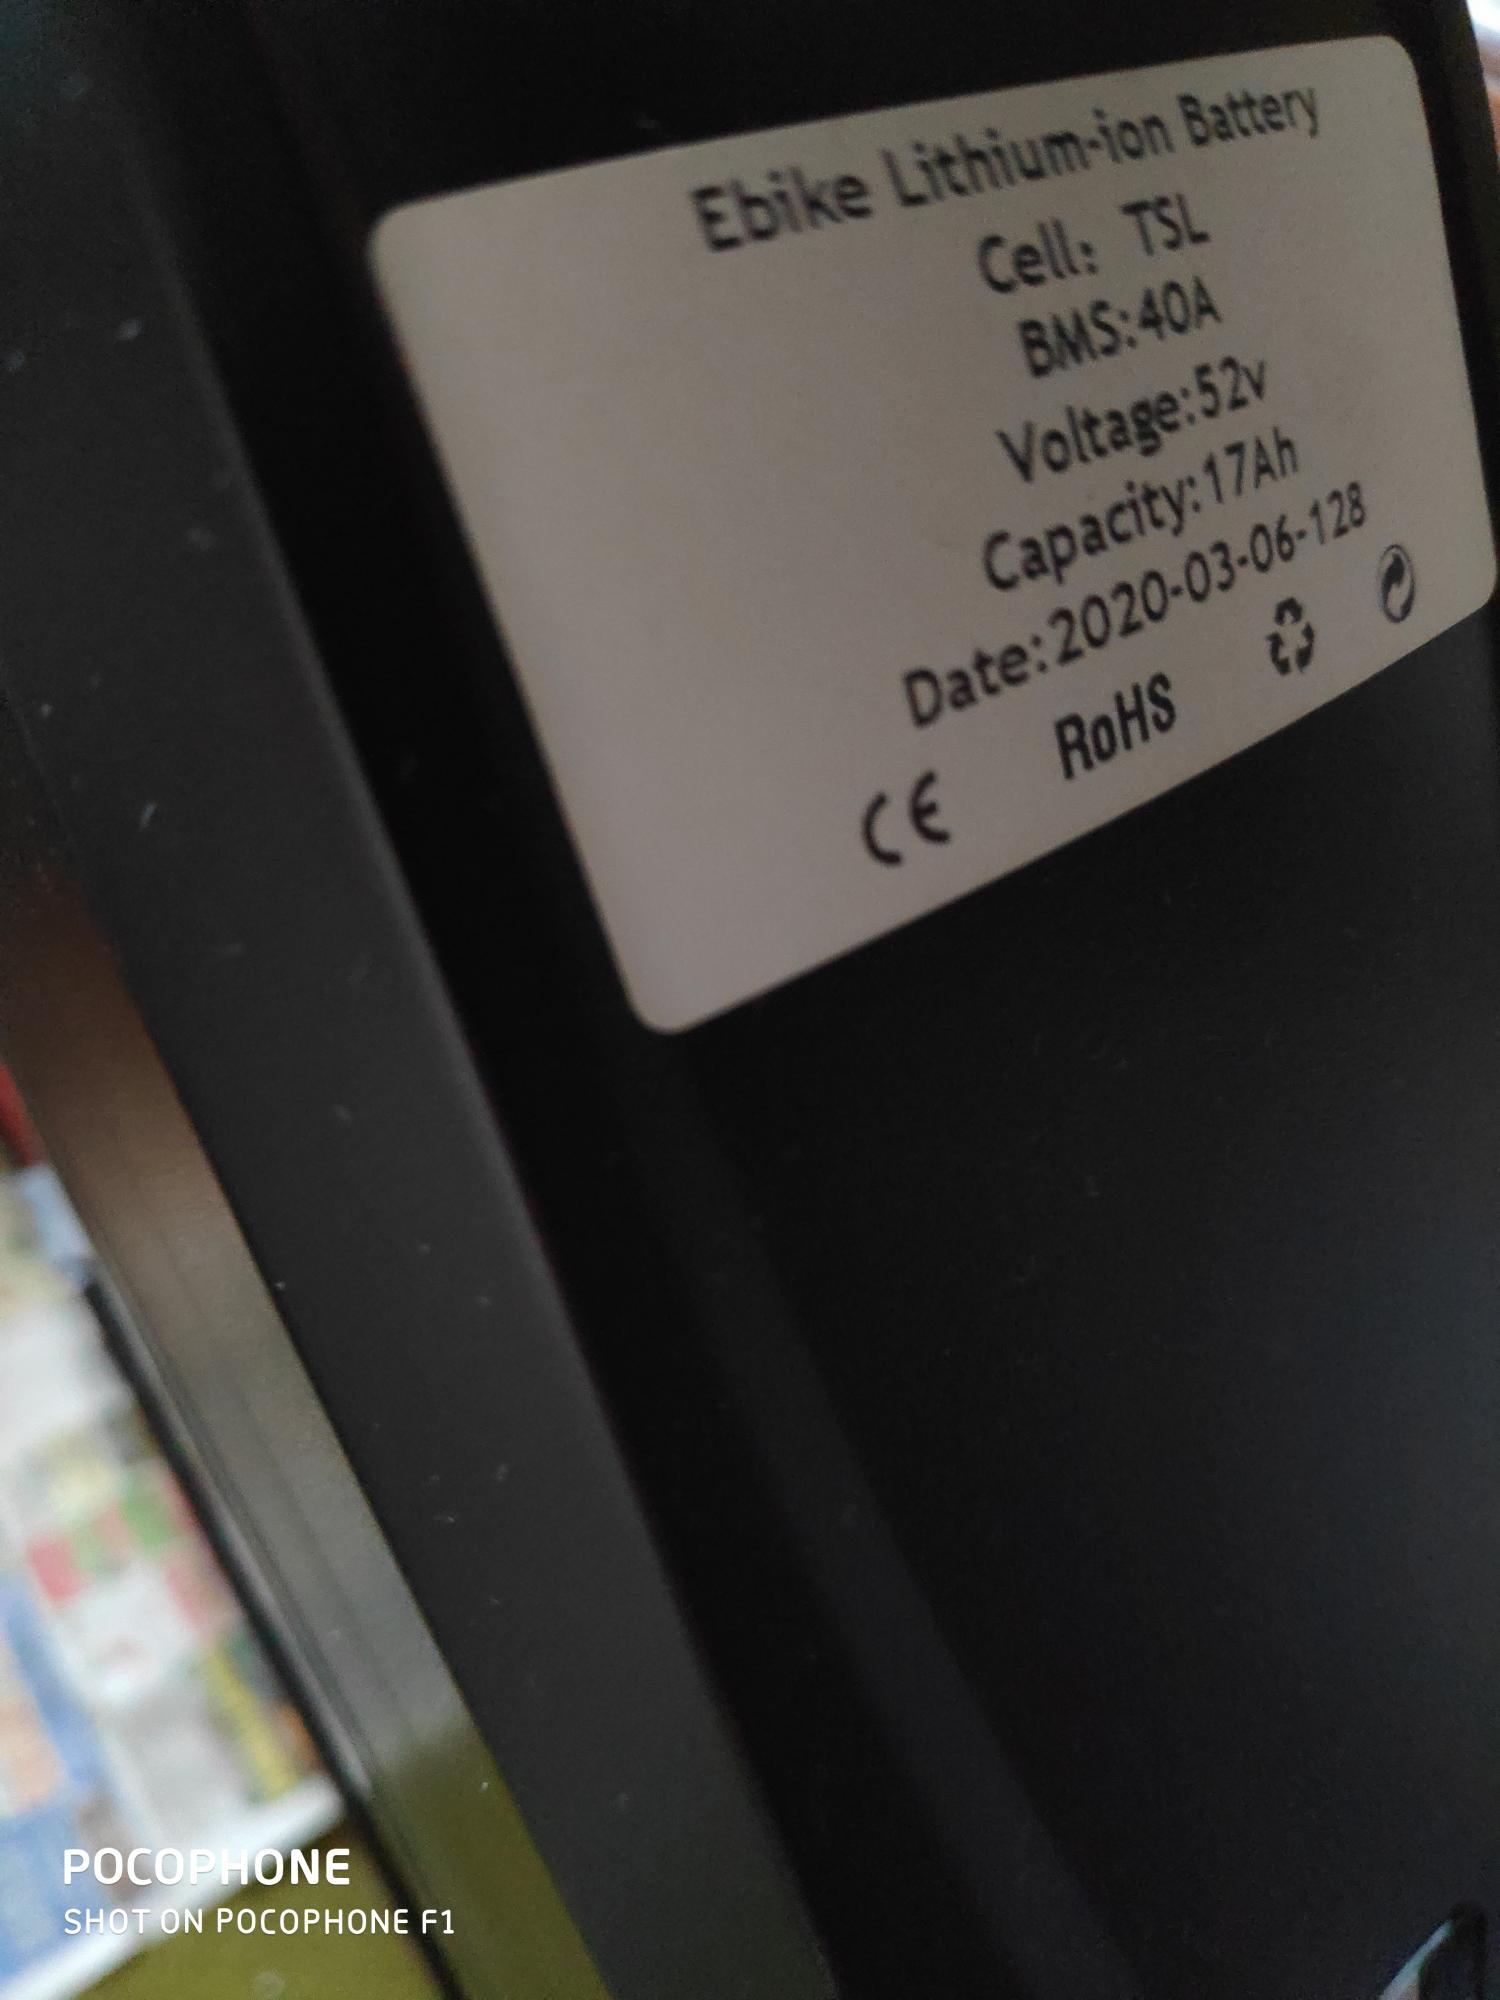 Ebike Lithium-ion Battery
Cell: TSL
BMS:40A
Voltage:52v
Capacity:17Ah
Date:2020-03-06-128
CE RoHS
POCOPHONE
SHOT ON POCOPHONE F1